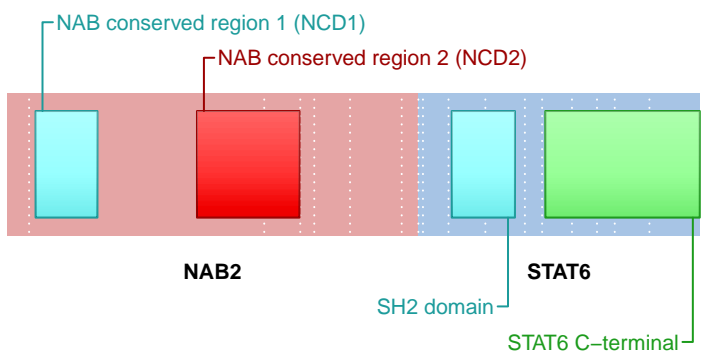 NAB conserved region 1 (NCD1)
NAB conserved region 2 (NCD2)
NAB2
STAT6
SH2 domain
STAT6 C−terminal